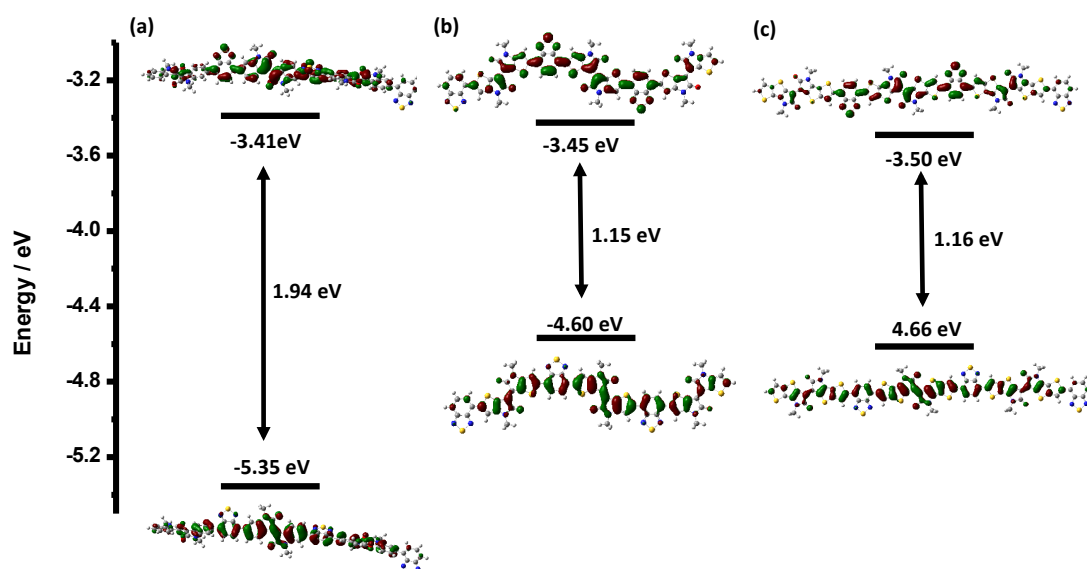 (a)
(b)
(c)
Energy / eV
-3.2
-3.6
-4.0
-4.4
-4.8
-5.2
-3.41eV
1.94 eV
-5.35 eV
-3.45 eV
1.15 eV
-4.60 eV
-3.50 eV
1.16 eV
4.66 eV